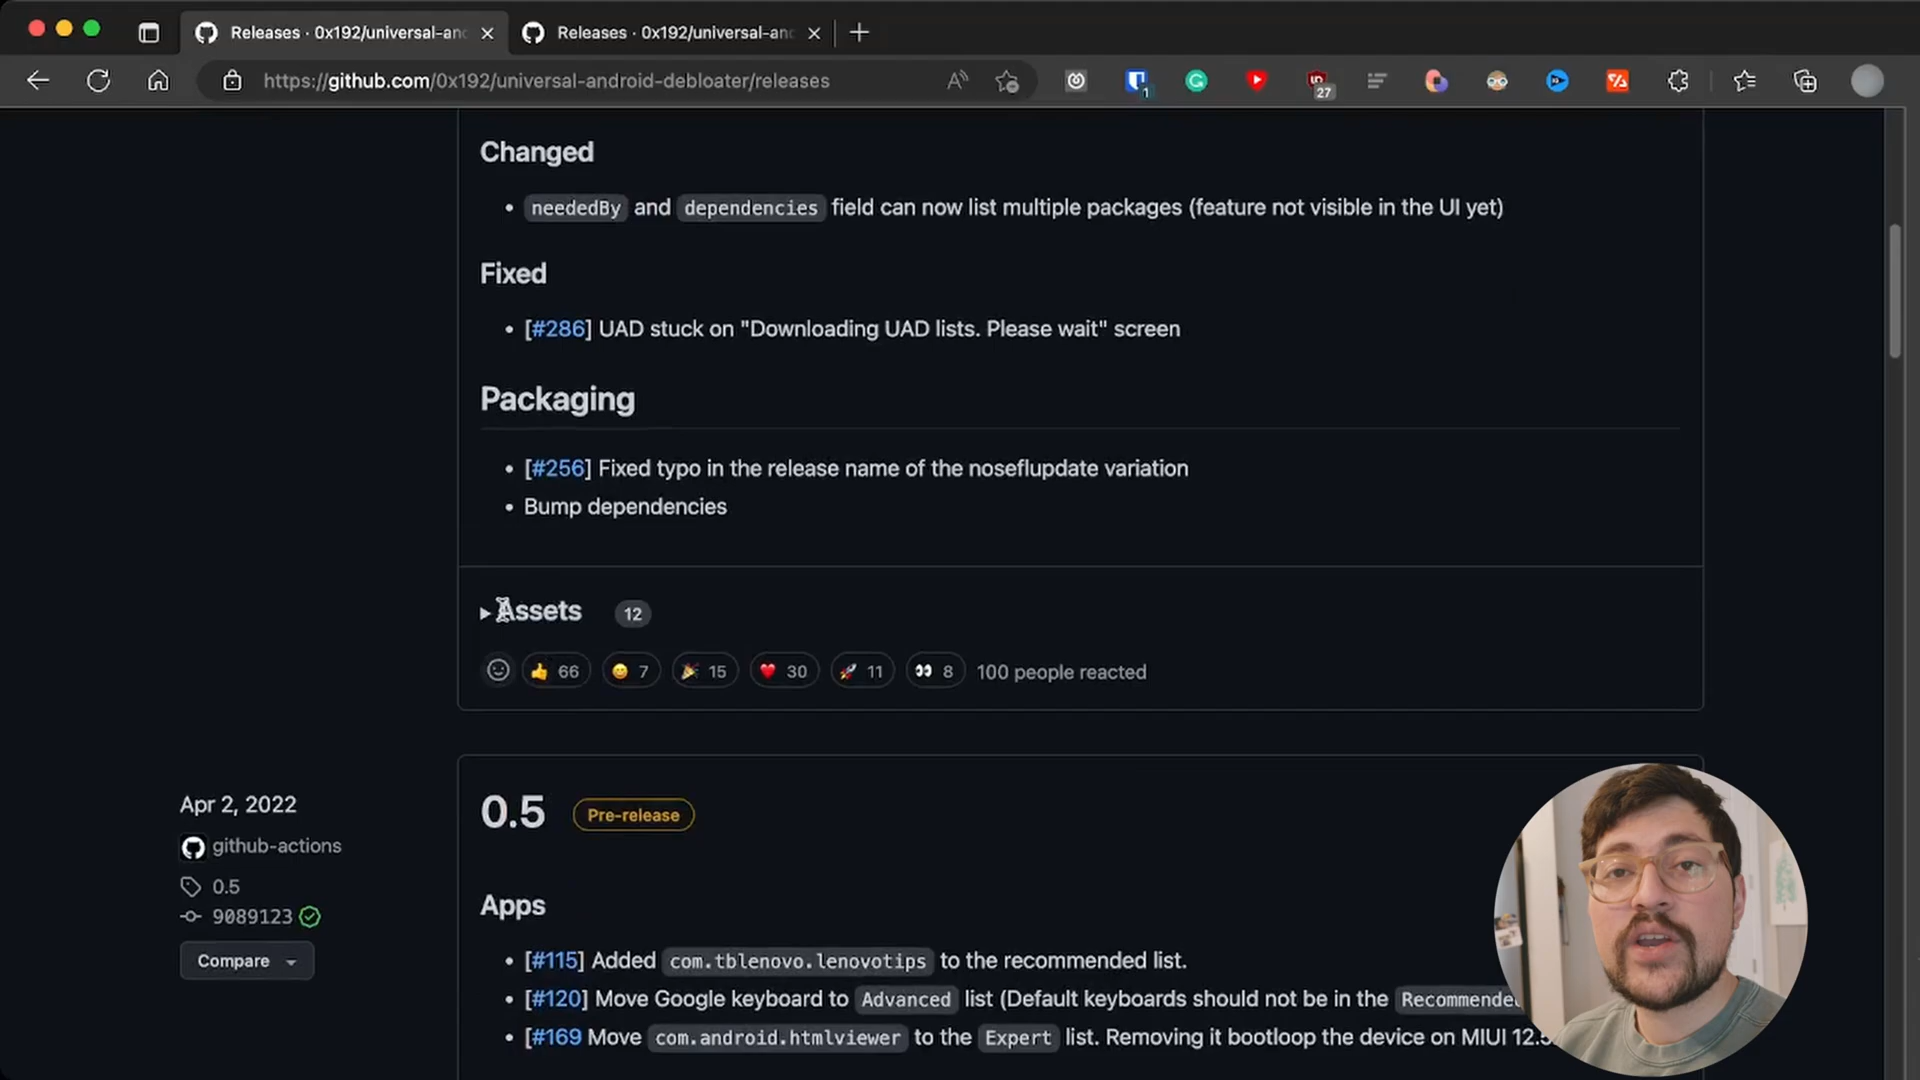 Releases · 0x192/universal-an
Releases · 0x192/universal-an
https://github.com/0x192/universal-android-debloater/releases
1
27
Changed
• neededBy and dependencies field can now list multiple packages (feature not visible in the UI yet)
Fixed
• [#286] UAD stuck on "Downloading UAD lists. Please wait" screen
Packaging
• [#256] Fixed typo in the release name of the noseflupdate variation
• Bump dependencies
Assets 12
66 7 15 30 11 8 100 people reacted
Apr 2, 2022
github-actions
0.5
9089123
Compare
0.5 Pre-release
Apps
• [#115] Added com.tblenovo.lenovotips to the recommended list.
• [#120] Move Google keyboard to Advanced list (Default keyboards should not be in the Recommended
• [#169 Move com.android.htmlviewer to the Expert list. Removing it bootloop the device on MIUI 12.5